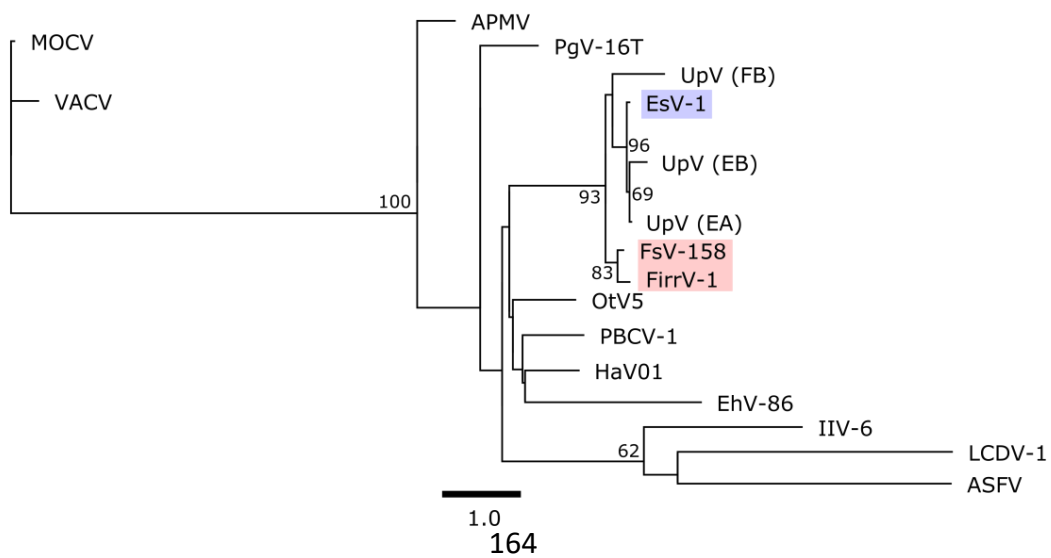 APMV
MOCV
PgV-16T
UpV (FB)
VACV
EsV-1
96
UpV (EB)
69
93
100
UpV (EA)
FsV-158
83
FirrV-1
OtV5
PBCV-1
HaV01
EhV-86
IIV-6
62
LCDV-1
ASFV
1.0
164